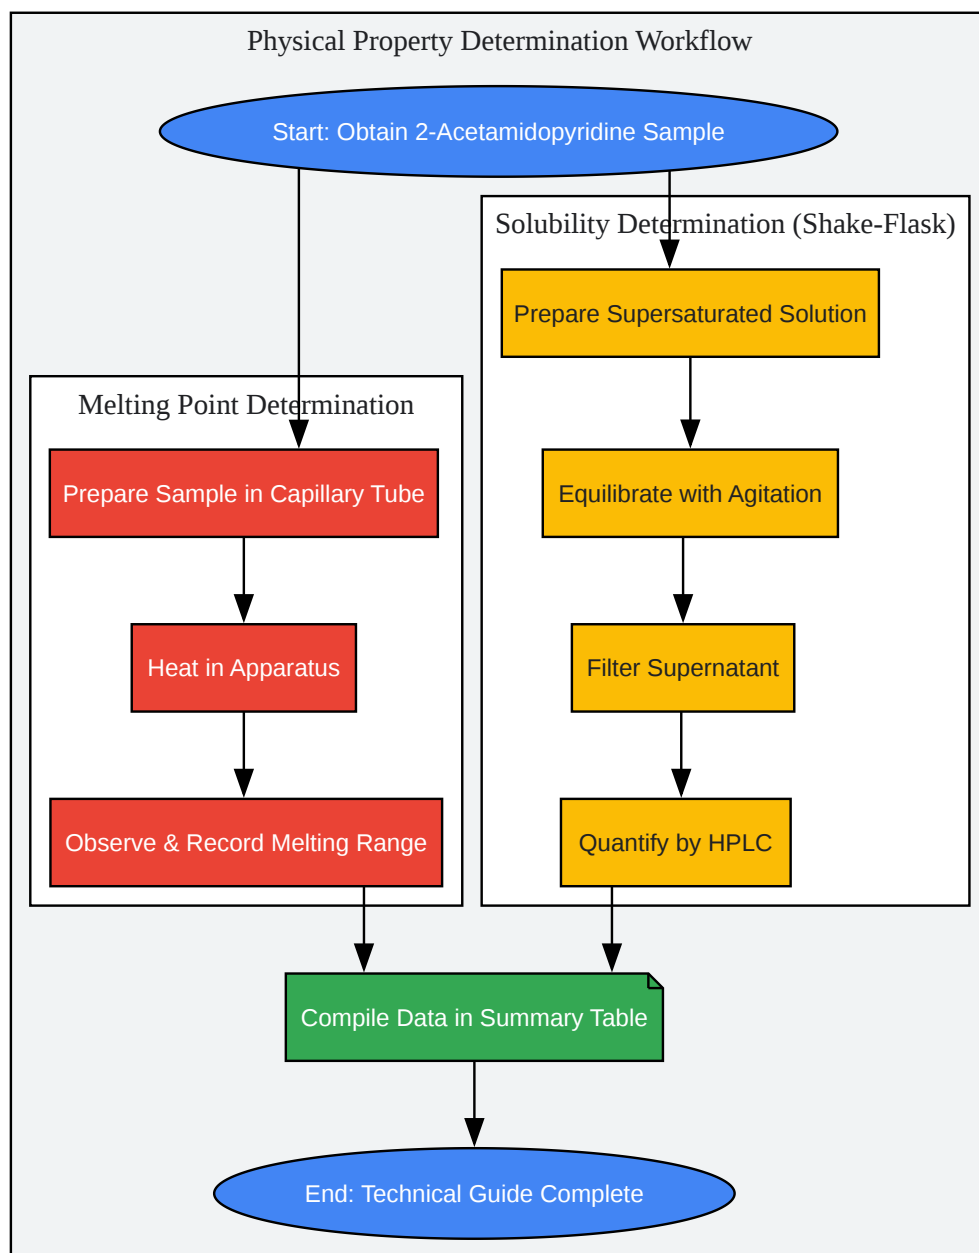 Physical Property Determination Workflow
Start: Obtain 2-Acetamidopyridine Sample
Solubility Determination (Shake-Flask)
Prepare Supersaturated Solution
Melting Point Determination
Prepare Sample in Capillary Tube
Equilibrate with Agitation
Heat in Apparatus
Filter Supernatant
Observe & Record Melting Range
Quantify by HPLC
Compile Data in Summary Table
End: Technical Guide Complete